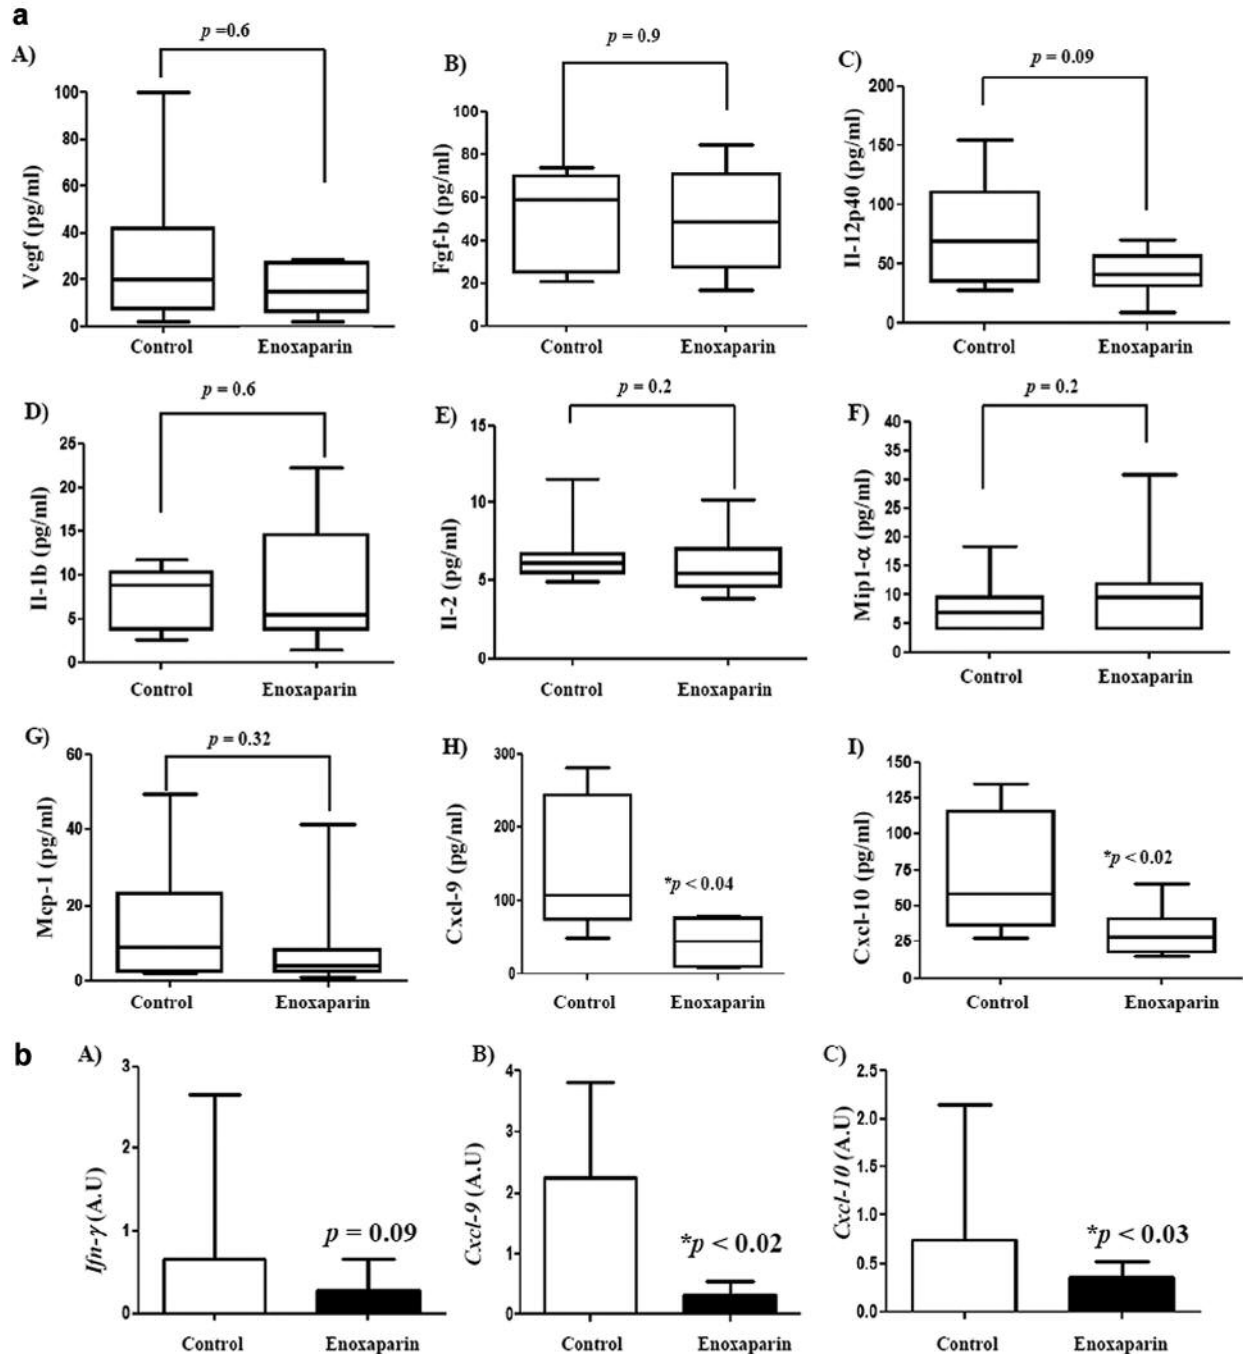 a
A)
p =0.6
Vegf (pg/ml)
100
80
60
40
20
0
Control
Enoxaparin
B)
p = 0.9
Fgf-b (pg/ml)
100
80
60
40
20
0
Control
Enoxaparin
C)
p = 0.09
Il-12p40 (pg/ml)
200
150
100
50
0
Control
Enoxaparin
D)
p = 0.6
Il-1b (pg/ml)
25
20
15
10
5
0
Control
Enoxaparin
E)
p = 0.2
Il-2 (pg/ml)
15
10
5
0
Control
Enoxaparin
F)
p = 0.2
Mip1-α (pg/ml)
40
35
30
25
20
15
10
5
0
Control
Enoxaparin
G)
p = 0.32
Mcp-1 (pg/ml)
60
40
20
0
Control
Enoxaparin
H)
Cxcl-9 (pg/ml)
300
200
100
0
*p < 0.04
Control
Enoxaparin
I)
Cxcl-10 (pg/ml)
150
125
100
75
50
25
0
*p < 0.02
Control
Enoxaparin
b
A)
Ifn-γ (A.U)
3
2
1
0
p = 0.09
Control
Enoxaparin
B)
Cxcl-9 (A.U)
4
3
2
1
0
*p < 0.02
Control
Enoxaparin
C)
Cxcl-10 (A.U)
2.5
2.0
1.5
1.0
0.5
0.0
*p < 0.03
Control
Enoxaparin